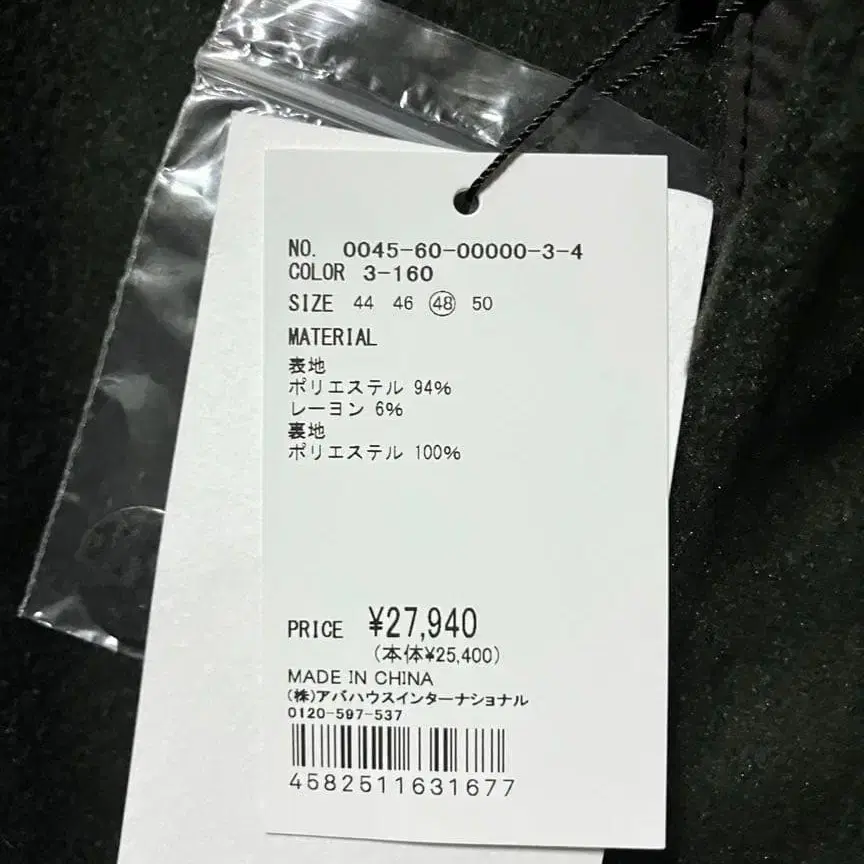 NO. 0045-60-00000-3-4
COLOR 3-160
SIZE 44 46 48 50
MATERIAL
表地
ポリエステル 94%
レーヨン 6%
裏地
ポリエステル 100%
PRICE ¥27,940
(本体¥25,400)
MADE IN CHINA
(株)アバハウスインターナショナル
0120-597-537
4582511631677